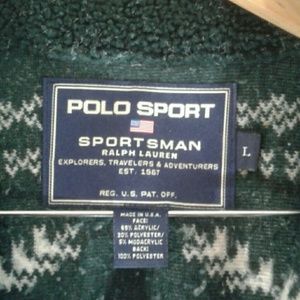 POLO SPORT
SPORTSMAN
RALPH LAUREN
EXPLORERS, TRAVELERS & ADVENTURERS
EST. 1967
L
REG. U.S. PAT. OFF.
MADE IN U.S.A.
FACE:
65% ACRYLIC/
30% POLYESTER/
5% MODACRYLIC
BACK:
100% POLYESTER